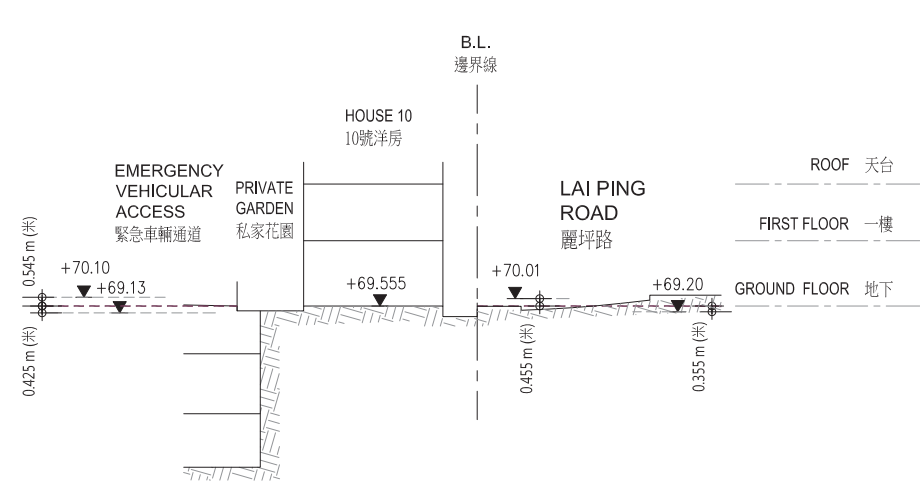 B.L.
邊界線
HOUSE 10
10號洋房
ROOF 天台
EMERGENCY
VEHICULAR
ACCESS
緊急車輛通道
PRIVATE
GARDEN
私家花園
LAI PING
ROAD
麗坪路
FIRST FLOOR 一樓
0.545 m (米)
+70.10
+69.13
+69.555
+70.01
+69.20
GROUND FLOOR 地下
0.425 m (米)
0.455 m (米)
0.355 m (米)